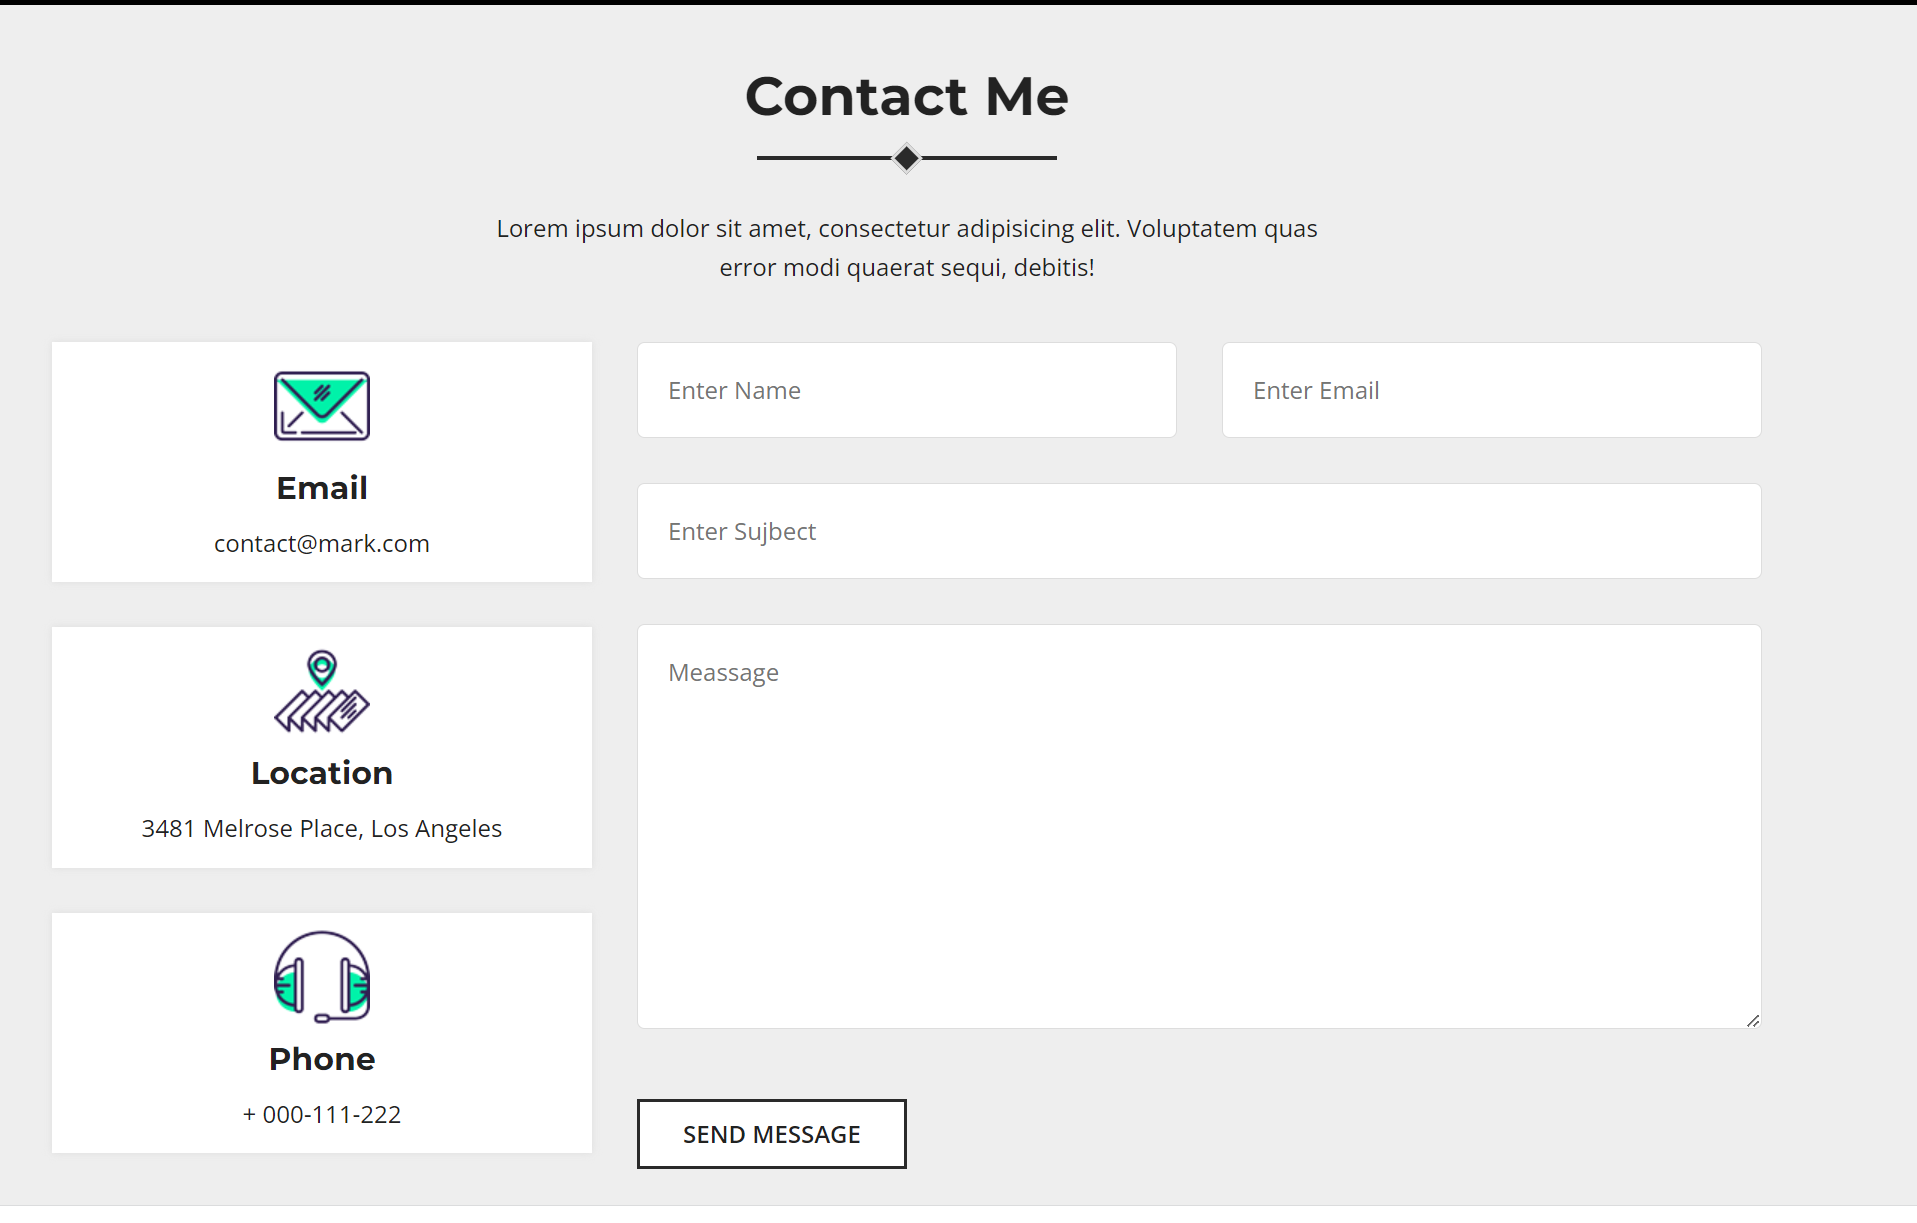 Contact Me
Lorem ipsum dolor sit amet, consectetur adipisicing elit. Voluptatem quas
error modi quaerat sequi, debitis!
Email
contact@mark.com
Location
3481 Melrose Place, Los Angeles
Phone
+ 000-111-222
Enter Name
Enter Email
Enter Sujbect
Meassage
SEND MESSAGE